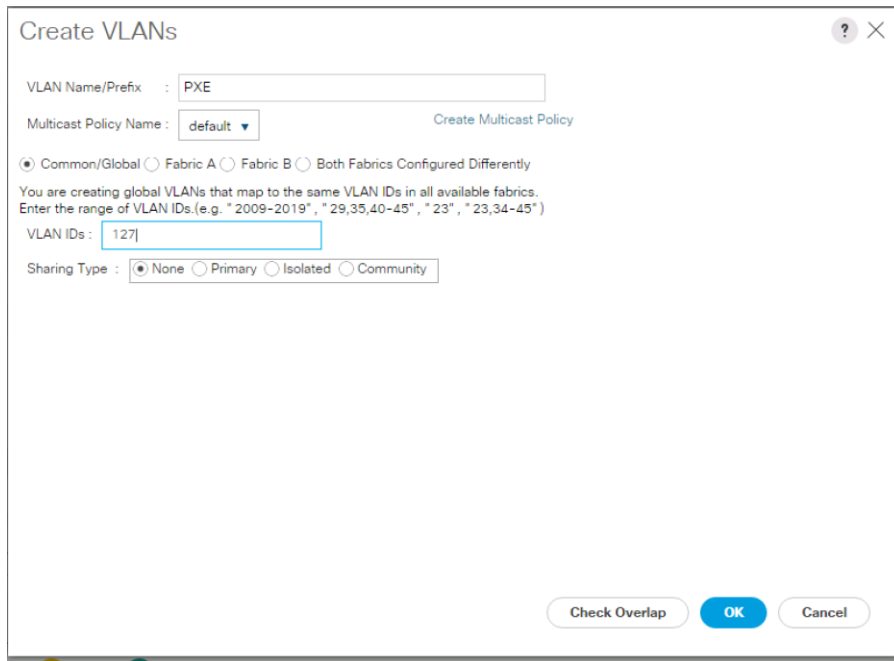 Create VLANs
?
VLAN Name/Prefix : PXE
Multicast Policy Name : default Create Multicast Policy
Common/Global Fabric A Fabric B Both Fabrics Configured Differently
You are creating global VLANs that map to the same VLAN IDs in all available fabrics.
Enter the range of VLAN IDs.(e.g. "2009-2019" , "29,35,40-45" , "23" , "23,34-45" )
VLAN IDs : 127
Sharing Type : None Primary Isolated Community
Check Overlap OK Cancel